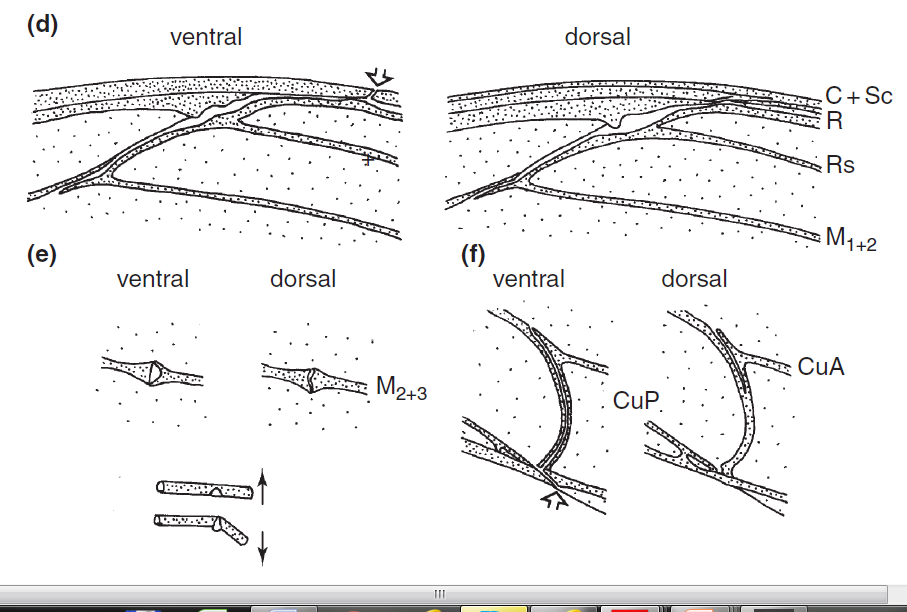 (d)
ventral
dorsal
C + Sc
R
Rs
M1+2
(e)
ventral
dorsal
M2+3
(f)
ventral
dorsal
CuA
CuP